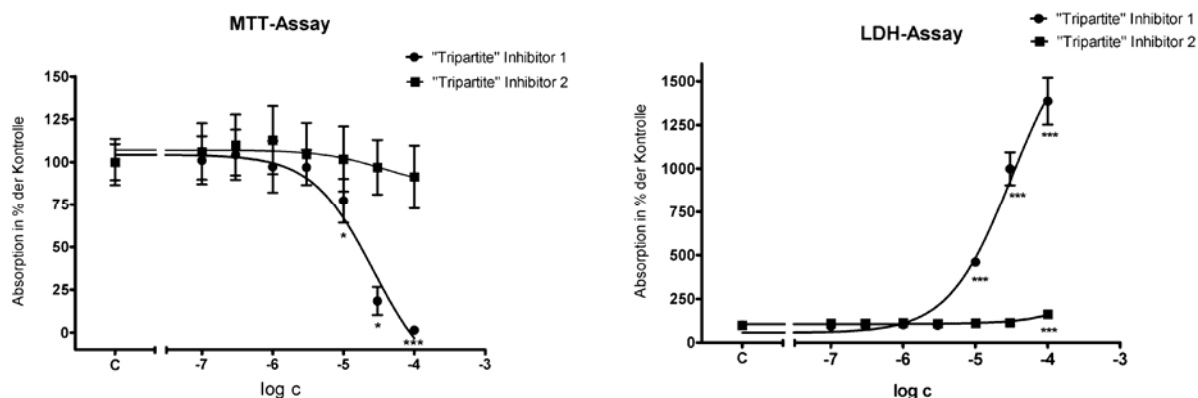 MTT-Assay
"Tripartite" Inhibitor 1
"Tripartite" Inhibitor 2
Absorption in % der Kontrolle
150
125
100
75
50
25
0
*
*
***
C
-7
-6
-5
-4
-3
log c
LDH-Assay
"Tripartite" Inhibitor 1
"Tripartite" Inhibitor 2
Absorption in % der Kontrolle
1500
1250
1000
750
500
250
0
***
***
***
***
C
-7
-6
-5
-4
-3
log c